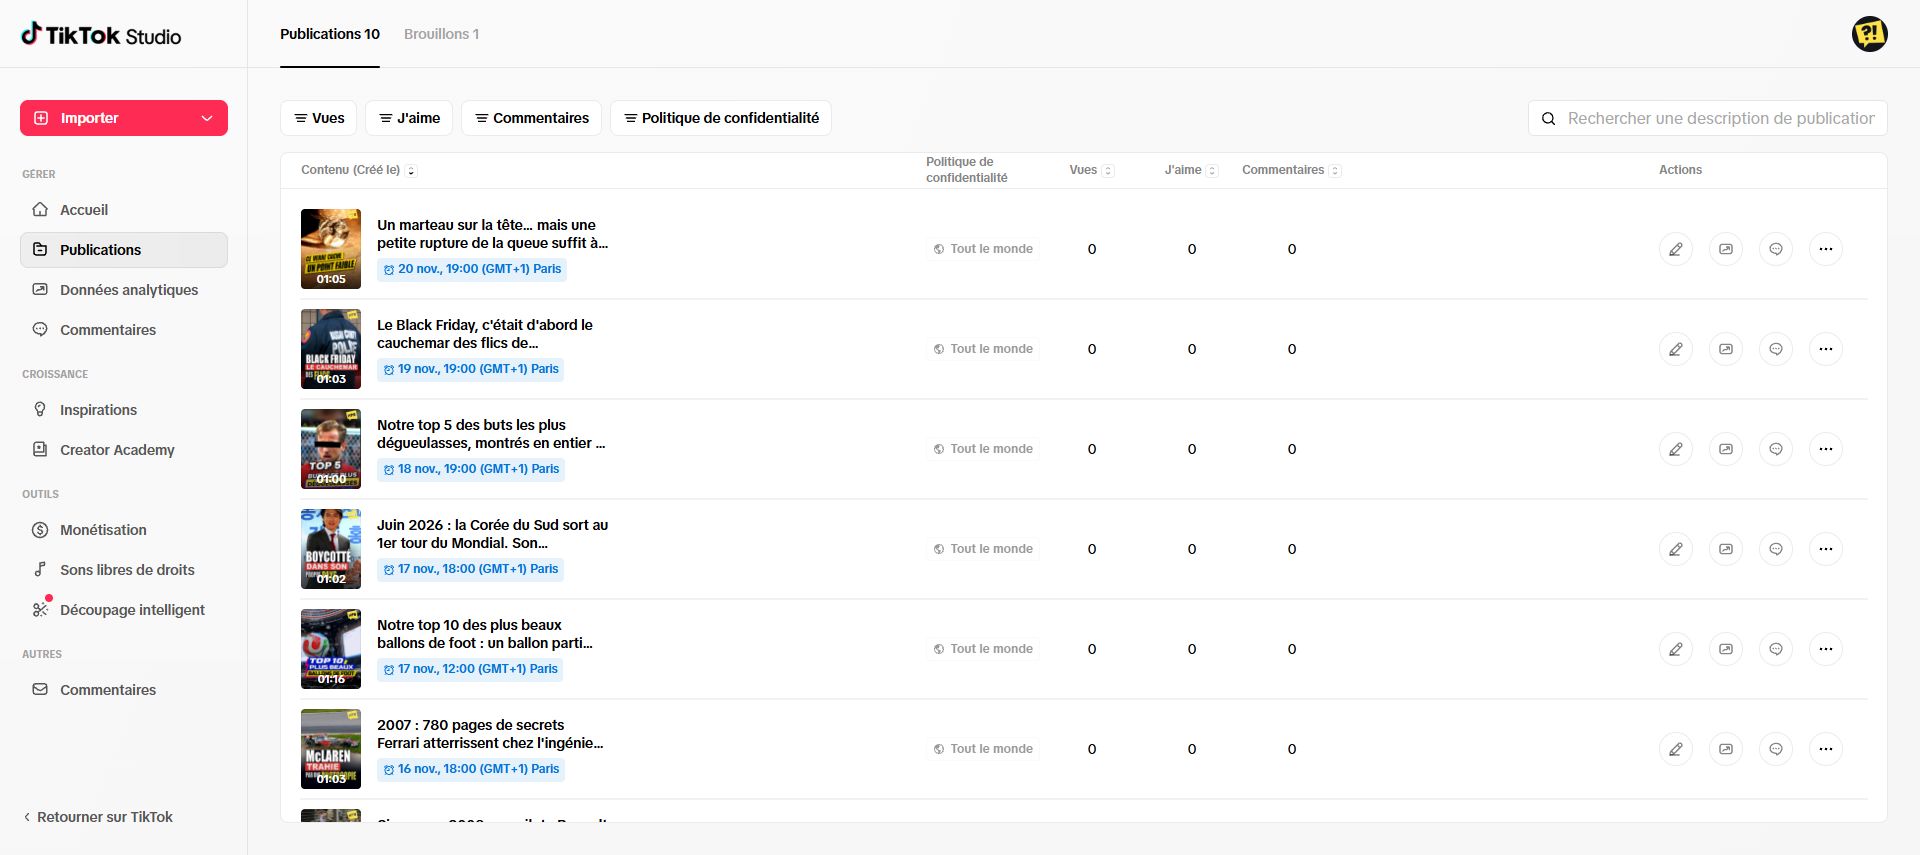 TikTok Studio
Publications 10
Brouillons 1
Importer
GÉRER
Accueil
Publications
Données analytiques
Commentaires
CROISSANCE
Inspirations
Creator Academy
OUTILS
Monétisation
Sons libres de droits
Découpage intelligent
AUTRES
Commentaires
Retourner sur TikTok
Vues
J'aime
Commentaires
Politique de confidentialité
Rechercher une description de publication
Contenu (Créé le)
Politique de
confidentialité
Vues
J'aime
Commentaires
Actions
UN POINT FAIBLE
01:05
Un marteau sur la tête... mais une
petite rupture de la queue suffit à...
20 nov., 19:00 (GMT+1) Paris
Tout le monde
0
0
0
BLACK FRIDAY
LE CAUCHEMAR
01:03
Le Black Friday, c'était d'abord le
cauchemar des flics de...
19 nov., 19:00 (GMT+1) Paris
Tout le monde
0
0
0
TOP 5
01:00
Notre top 5 des buts les plus
dégueulasses, montrés en entier ...
18 nov., 19:00 (GMT+1) Paris
Tout le monde
0
0
0
BOYCOTTÉ
DANS SON
01:02
Juin 2026 : la Corée du Sud sort au
1er tour du Mondial. Son...
17 nov., 18:00 (GMT+1) Paris
Tout le monde
0
0
0
TOP 10
PLUS BEAUX
01:16
Notre top 10 des plus beaux
ballons de foot : un ballon parti...
17 nov., 12:00 (GMT+1) Paris
Tout le monde
0
0
0
McLAREN
TRAHIE
01:03
2007 : 780 pages de secrets
Ferrari atterrissent chez l'ingénie...
16 nov., 18:00 (GMT+1) Paris
Tout le monde
0
0
0